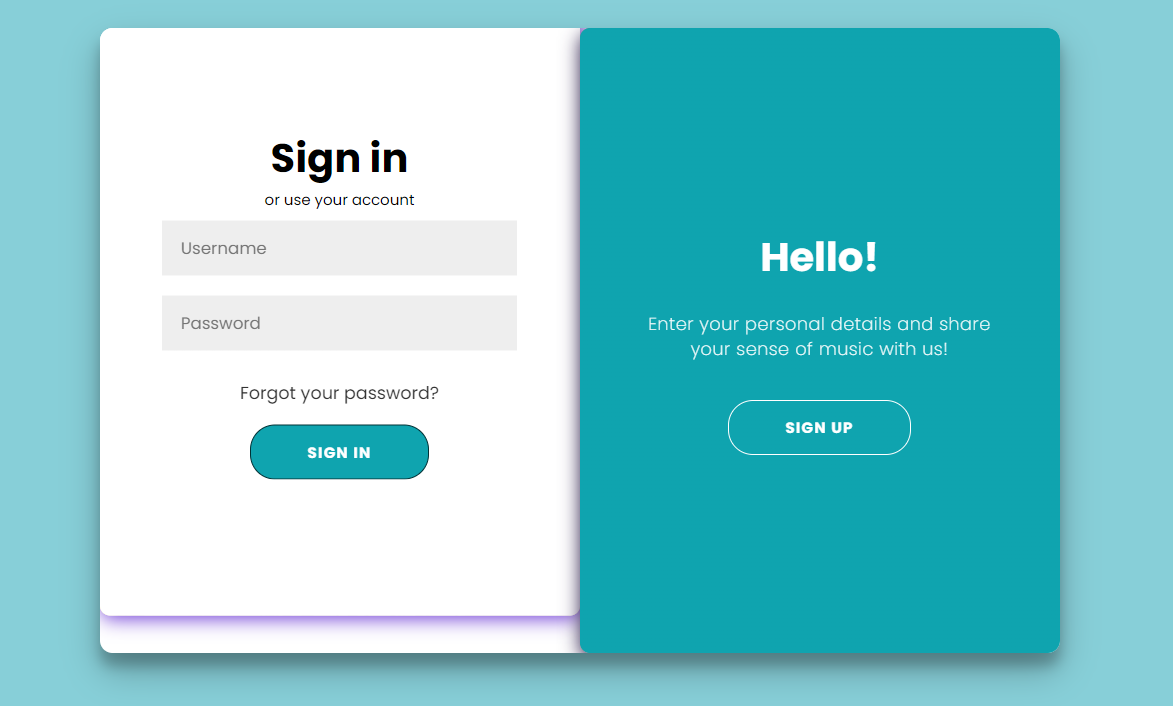 Sign in
or use your account
Username
Password
Forgot your password?
SIGN IN
Hello!
Enter your personal details and share
your sense of music with us!
SIGN UP